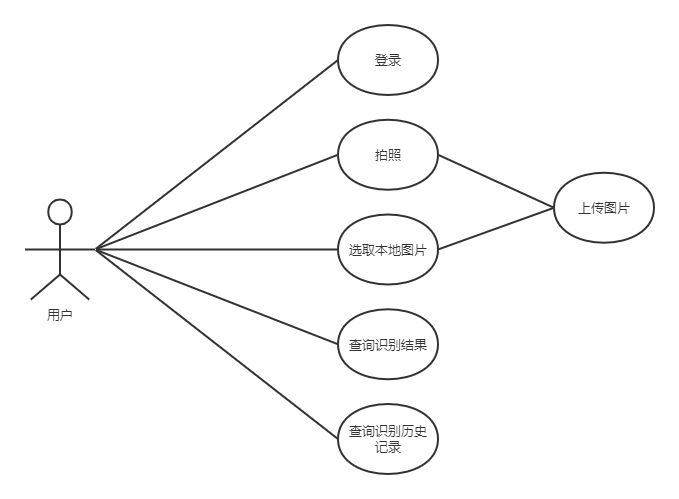 登录
拍照
上传图片
选取本地图片
用户
查询识别结果
查询识别历史
记录